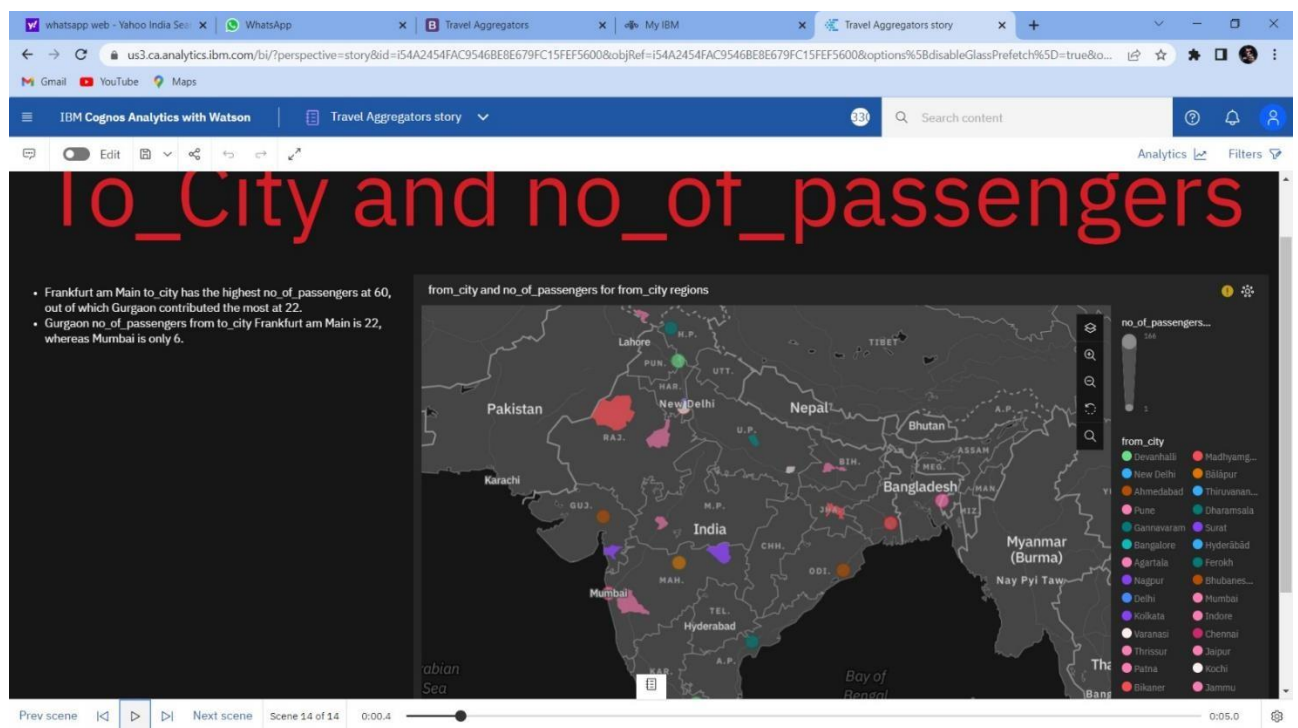 whatsapp web - Yahoo India Sea
WhatsApp
Travel Aggregators
My IBM
Travel Aggregators story
us3.ca.analytics.ibm.com/bi/?perspective=story&id=i54A2454FAC9546BE8E679FC15FEF5600&objRef=i54A2454FAC9546BE8E679FC15FEF5600&options%5BdisableGlassPrefetch%5D=true&o...
Gmail YouTube Maps
IBM Cognos Analytics with Watson
Travel Aggregators story
Search content
Edit
Analytics
Filters
To_City and no_of_passengers
• Frankfurt am Main to_city has the highest no_of_passengers at 60,
out of which Gurgaon contributed the most at 22.
• Gurgaon no_of_passengers from to_city Frankfurt am Main is 22,
whereas Mumbai is only 6.
from_city and no_of_passengers for from_city regions
Lahore
H.P.
TIBET
PUN.
UTT.
HAR.
Pakistan
New Delhi
Nepal
A.P.
Bhutan
RAJ.
U.P.
ASSAM
BIH.
MEG.
Karachi
Bangladesh
MAN.
GUJ.
M.P.
JHA.
MIZ.
India
CHH.
Myanmar
(Burma)
ODI.
Nay Pyi Taw
MAH.
Mumbai
TEL.
Hyderabad
A.P.
KAR.
Bay of
Bengal
Sea
no_of_passengers...
166
1
from_city
Devanhalli Madhyamg...
New Delhi Bālāpur
Ahmedabad Thiruvanan...
Pune Dharamsala
Gannavaram Surat
Bangalore Hyderābād
Agartala Ferokh
Nagpur Bhubanes...
Delhi Mumbai
Kolkata Indore
Varanasi Chennai
Thrissur Jaipur
Patna Kochi
Bikaner Jammu
Prev scene
Next scene
Scene 14 of 14
0:00.4
0:05.0